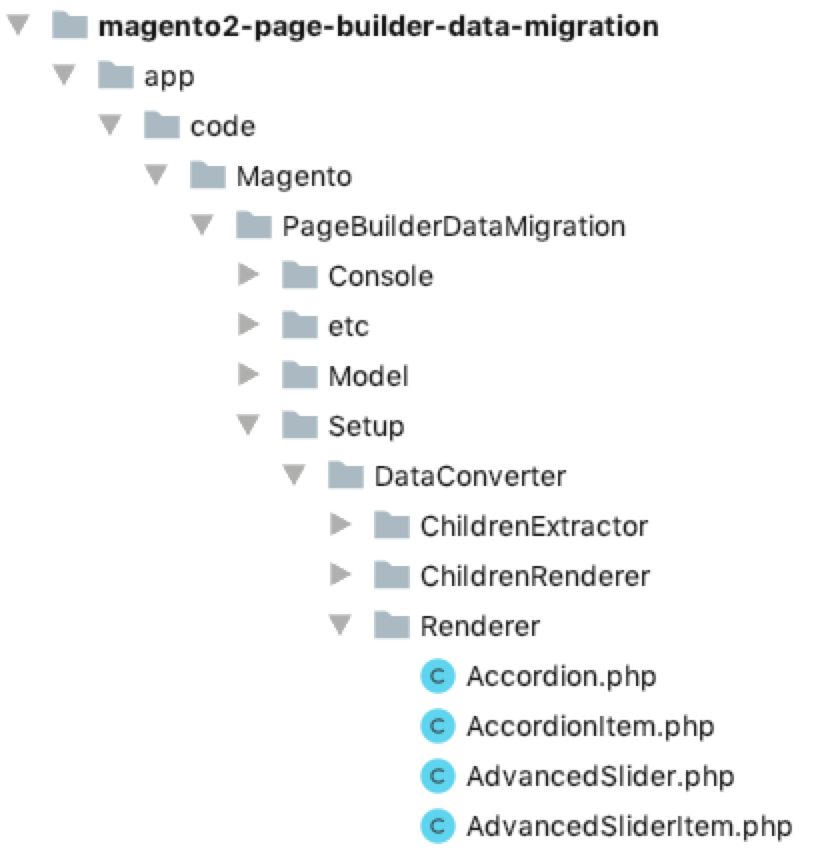 magento2-page-builder-data-migration
app
code
Magento
PageBuilderDataMigration
Console
etc
Model
Setup
DataConverter
ChildrenExtractor
ChildrenRenderer
Renderer
C Accordion.php
C AccordionItem.php
C AdvancedSlider.php
C AdvancedSliderItem.php